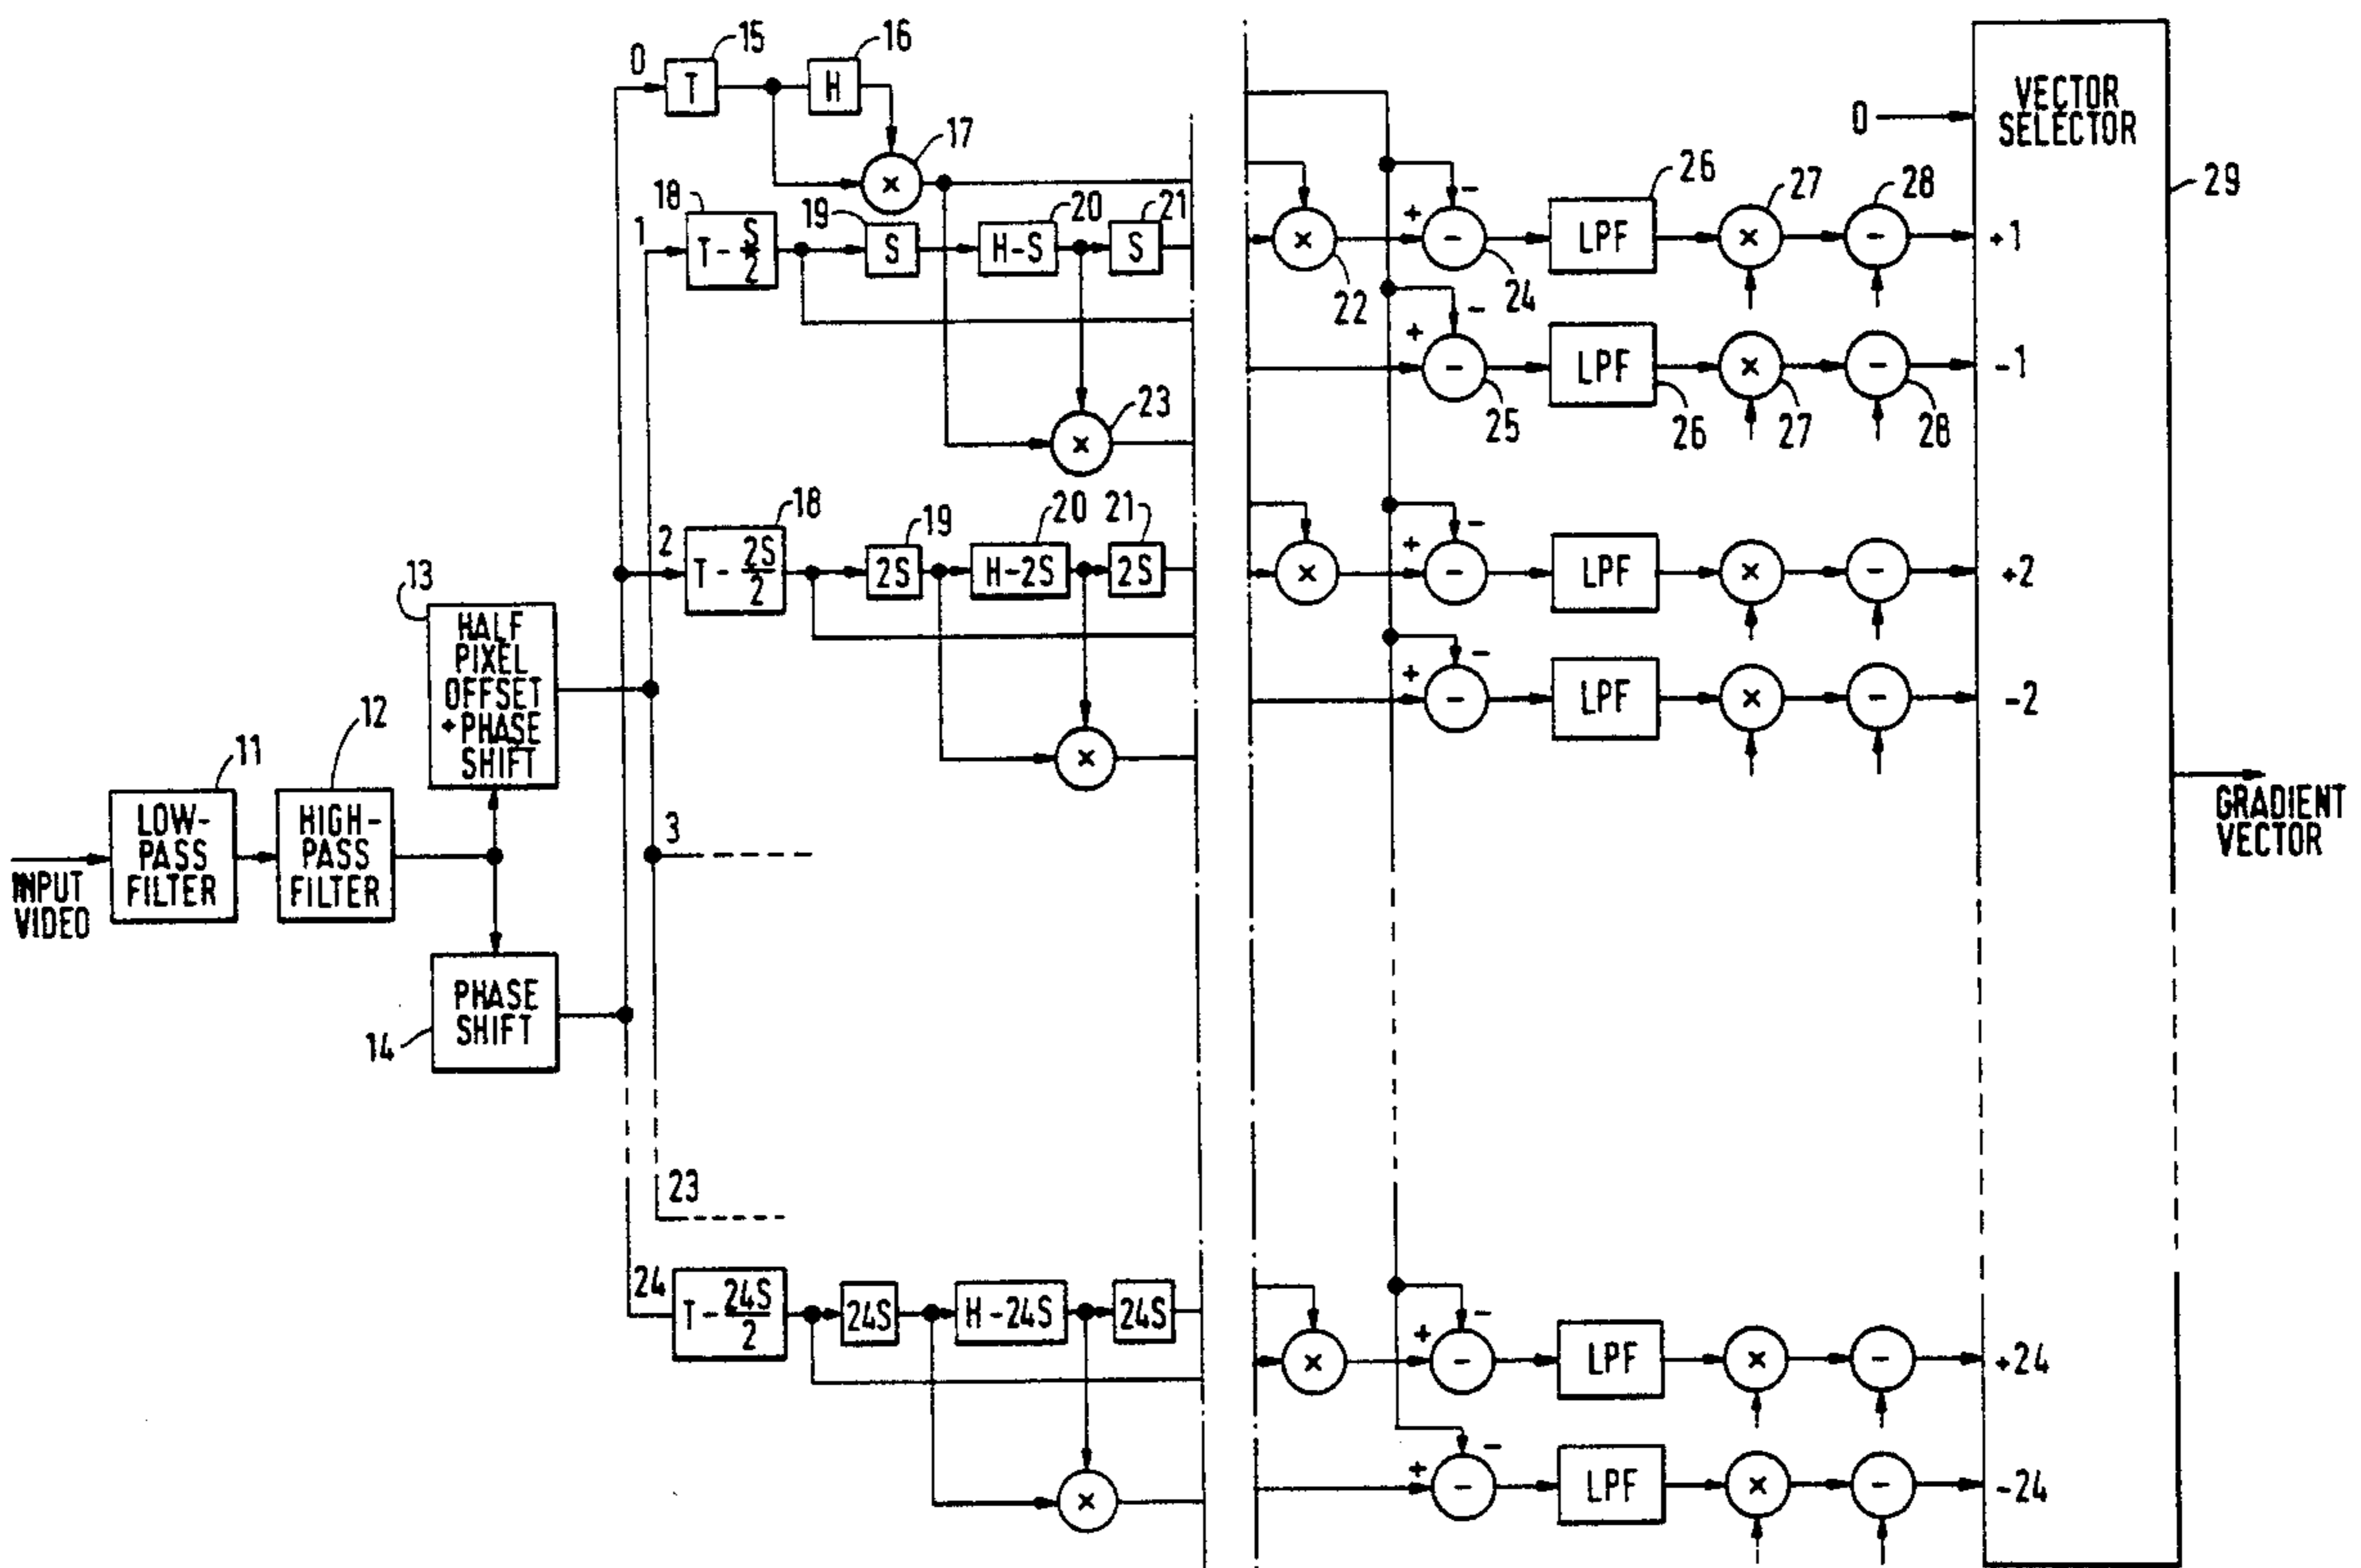 0
15
16
T
H
17
0
VECTOR
SELECTOR
18
1
T - S/2
19
S
20
H-S
21
S
×
×
22
+
-
-
24
26
LPF
27
×
28
-
+1
29
+
-
-
25
LPF
26
×
27
-
28
-1
23
×
18
2
T - 2S/2
19
2S
20
H-2S
21
2S
×
+
-
-
LPF
×
-
+2
+
-
-
LPF
×
-
-2
×
13
HALF
PIXEL
OFFSET
+PHASE
SHIFT
12
11
LOW-
PASS
FILTER
HIGH-
PASS
FILTER
INPUT
VIDEO
3
GRADIENT
VECTOR
PHASE
SHIFT
14
23
24
T - 24S/2
24S
H-24S
24S
×
+
-
-
LPF
×
-
+24
+
-
-
LPF
×
-
-24
×